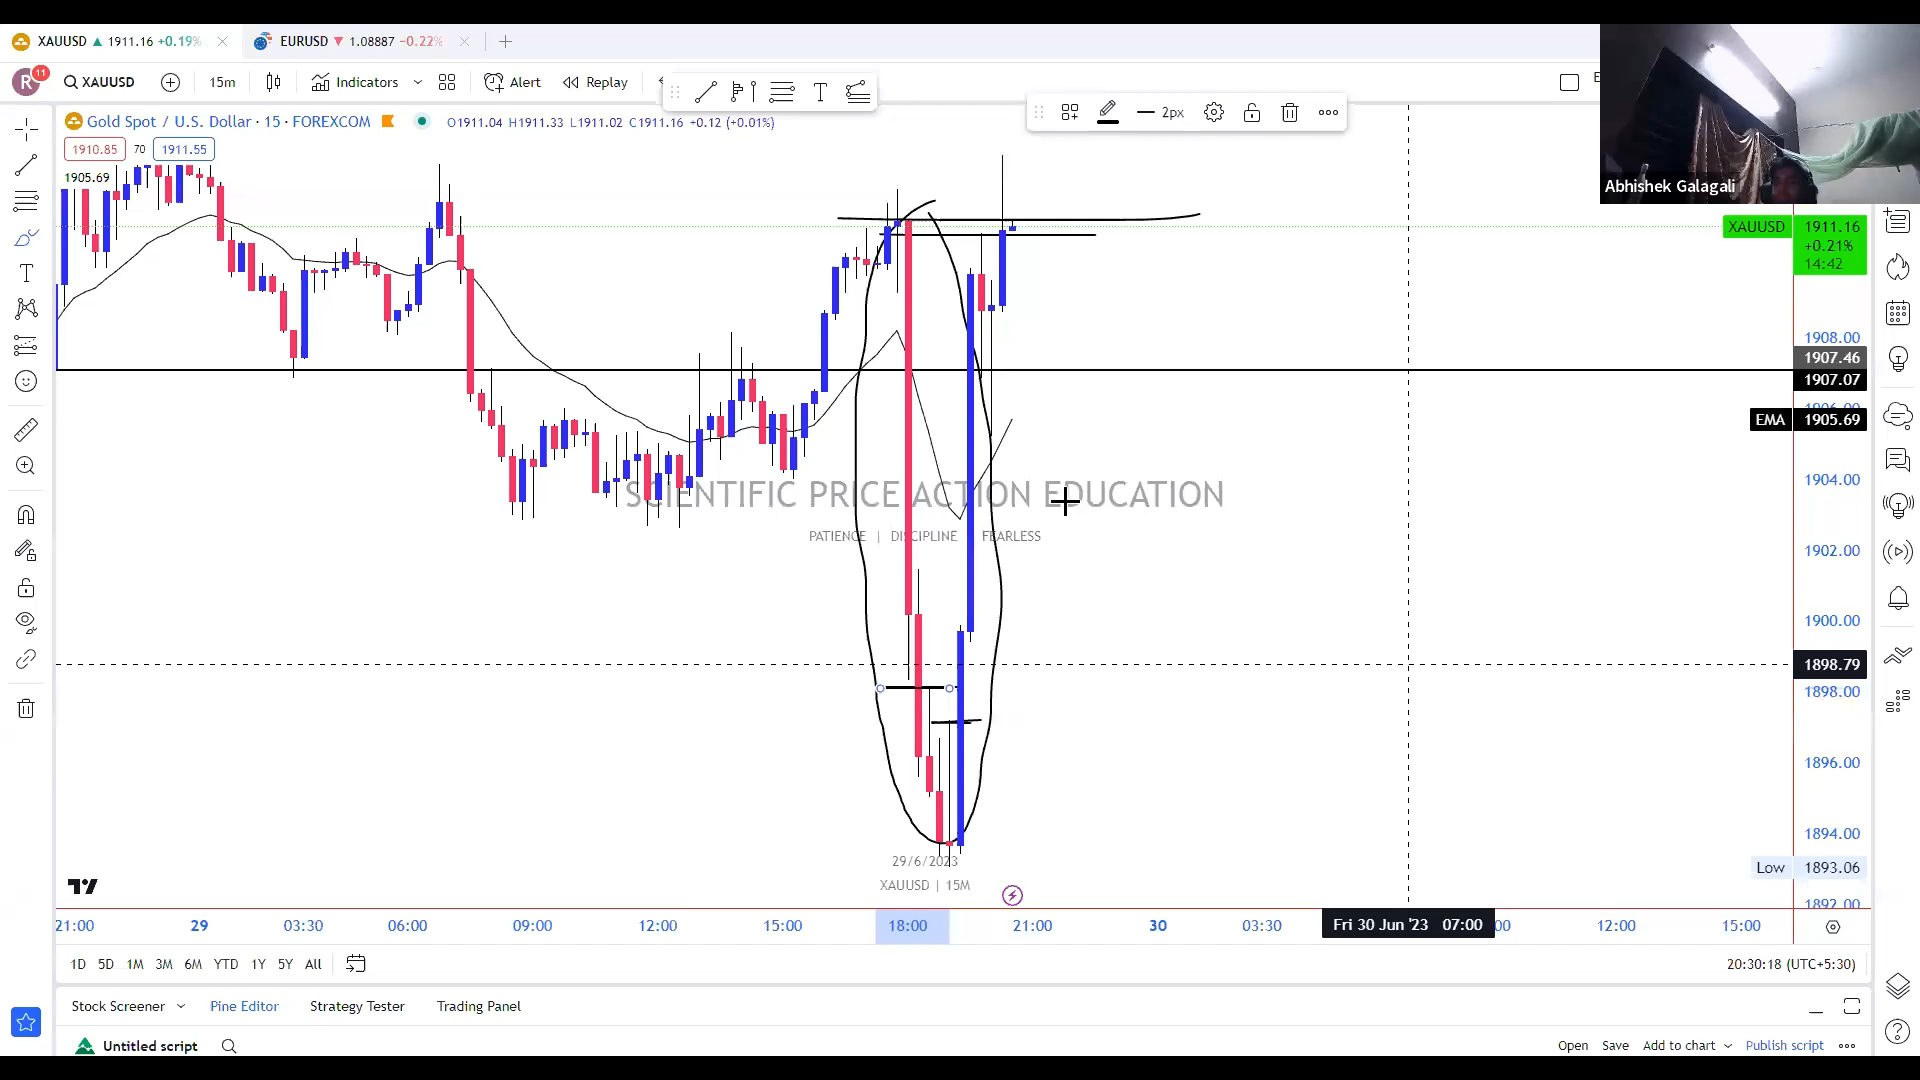 XAUUSD ▲ 1911.16 +0.19%
EURUSD ▼ 1.08887 −0.22%
R 11 XAUUSD 15m Indicators Alert Replay
2px
Gold Spot / U.S. Dollar · 15 · FOREXCOM O1911.04 H1911.33 L1911.02 C1911.16 +0.12 (+0.01%)
1910.85 70 1911.55
1905.69
Abhishek Galagali
XAUUSD 1911.16
+0.21%
14:42
1908.00
1907.46
1907.07
EMA 1905.69
1904.00
SCIENTIFIC PRICE ACTION EDUCATION
PATIENCE | DISCIPLINE | FEARLESS
1902.00
1900.00
1898.79
1898.00
1896.00
1894.00
29/6/2023
Low 1893.06
XAUUSD | 15M
1892.00
21:00 29 03:30 06:00 09:00 12:00 15:00 18:00 21:00 30 03:30 Fri 30 Jun '23 07:00 12:00 15:00
1D 5D 1M 3M 6M YTD 1Y 5Y All 20:30:18 (UTC+5:30)
Stock Screener Pine Editor Strategy Tester Trading Panel
Untitled script Open Save Add to chart Publish script